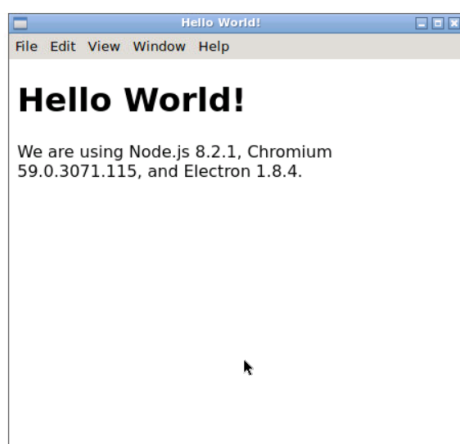 Hello World!
File Edit View Window Help
Hello World!
We are using Node.js 8.2.1, Chromium
59.0.3071.115, and Electron 1.8.4.